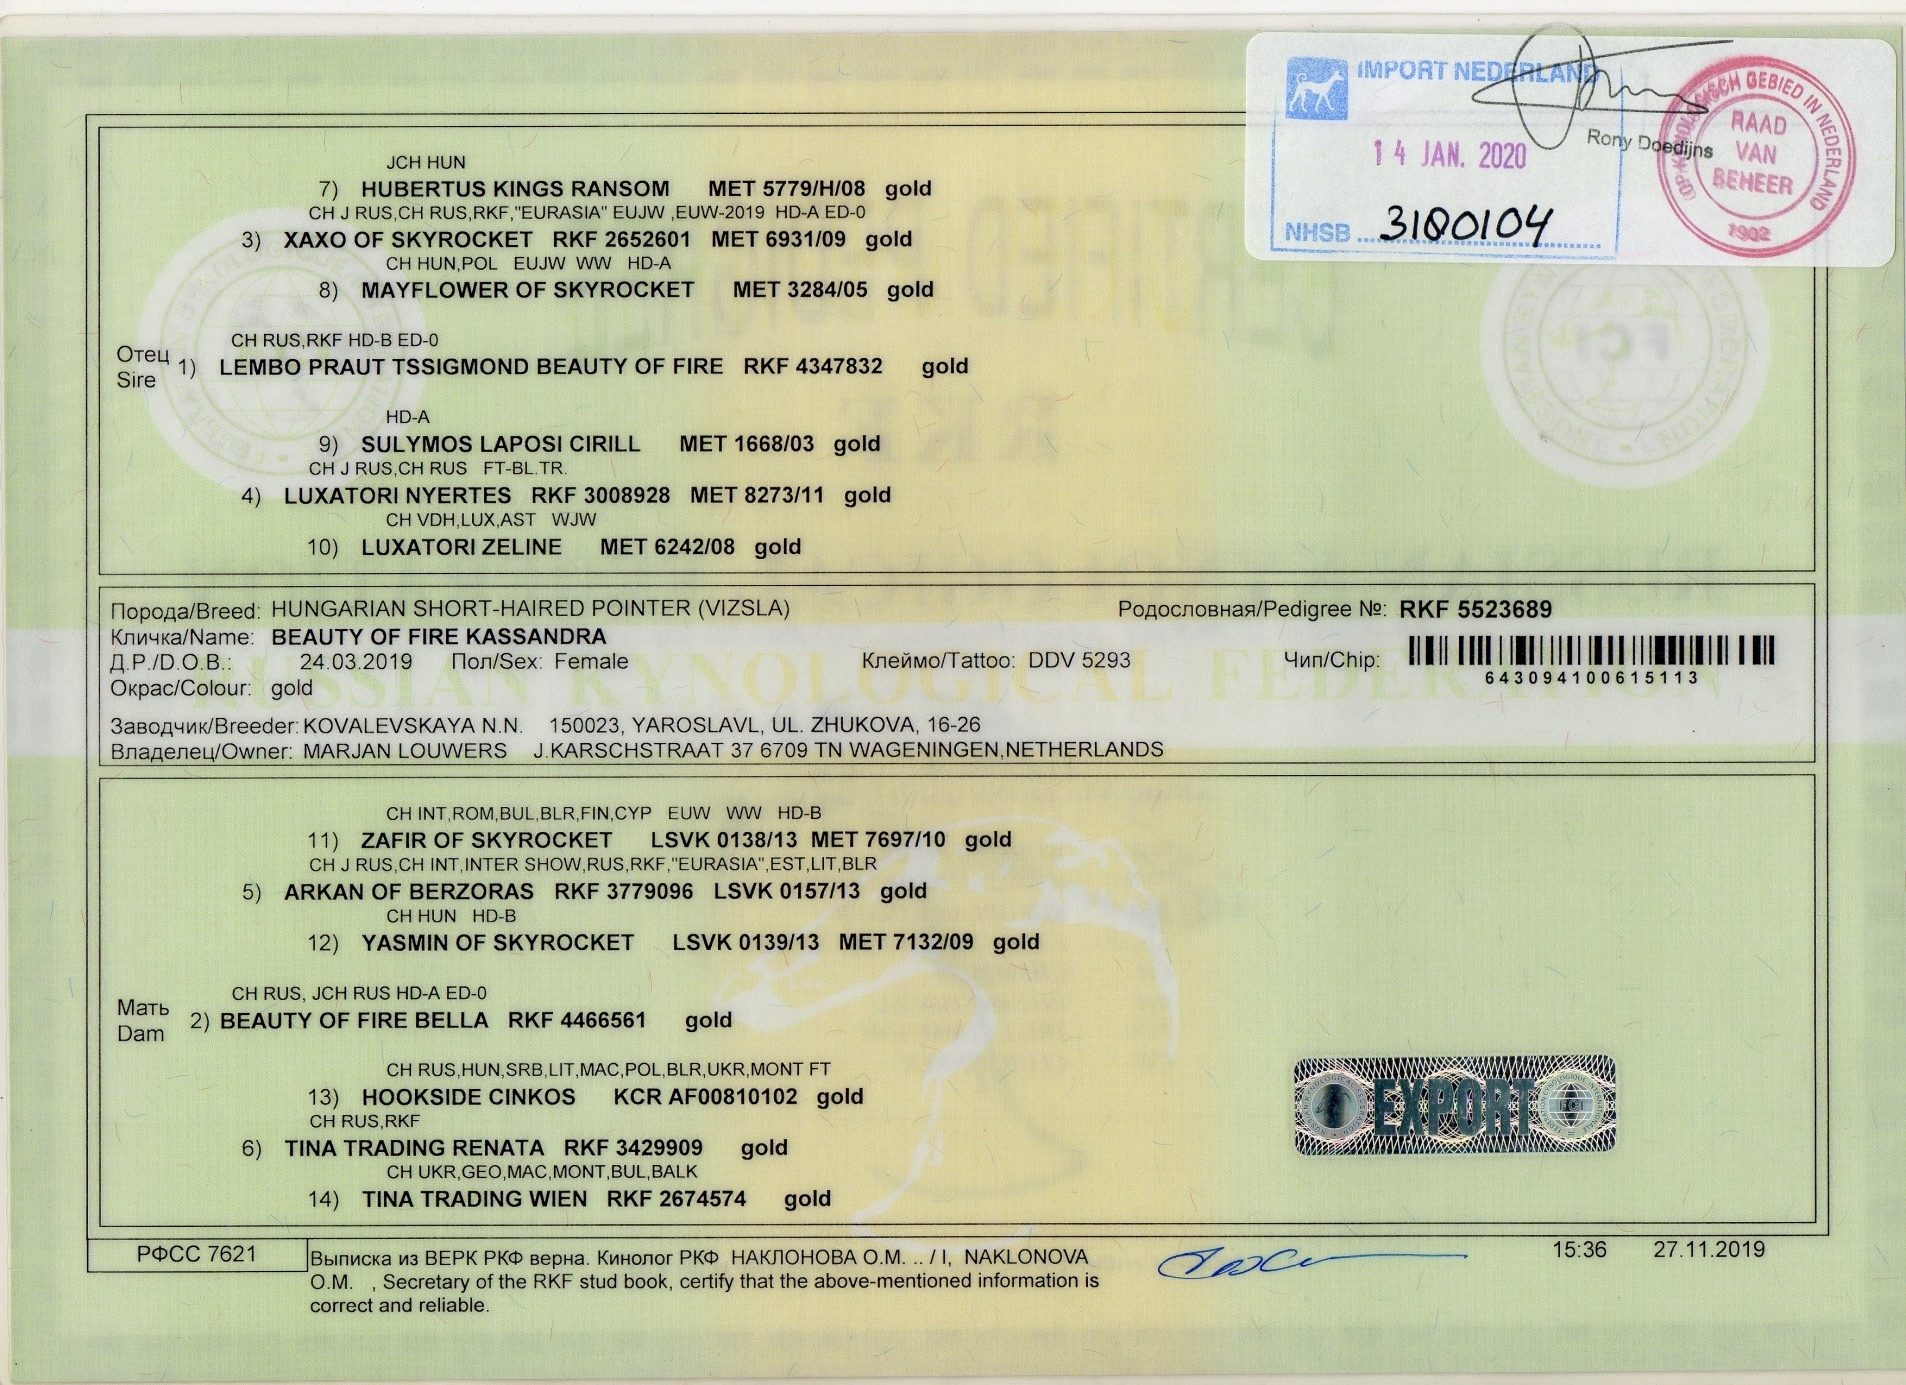 IMPORT NEDERLAND
14 JAN. 2020
Rony Doedijns
NHSB 3190104
OP KYNOLOGISCH GEBIED IN NEDERLAND
RAAD
VAN
BEHEER
1902
JCH HUN
7) HUBERTUS KINGS RANSOM MET 5779/H/08 gold
CH J RUS,CH RUS,RKF,"EURASIA" EUJW ,EUW-2019 HD-A ED-0
3) XAXO OF SKYROCKET RKF 2652601 MET 6931/09 gold
CH HUN,POL EUJW WW HD-A
8) MAYFLOWER OF SKYROCKET MET 3284/05 gold
CH RUS,RKF HD-B ED-0
Отец
Sire 1) LEMBO PRAUT TSSIGMOND BEAUTY OF FIRE RKF 4347832 gold
HD-A
9) SULYMOS LAPOSI CIRILL MET 1668/03 gold
CH J RUS,CH RUS FT-BL.TR.
4) LUXATORI NYERTES RKF 3008928 MET 8273/11 gold
CH VDH,LUX,AST WJW
10) LUXATORI ZELINE MET 6242/08 gold
Порода/Breed: HUNGARIAN SHORT-HAIRED POINTER (VIZSLA) Родословная/Pedigree №: RKF 5523689
Кличка/Name: BEAUTY OF FIRE KASSANDRA
Д.Р./D.O.B.: 24.03.2019 Пол/Sex: Female Клеймо/Tattoo: DDV 5293 Чип/Chip:
643094100615113
Окрас/Colour: gold
RUSSIAN KYNOLOGICAL FEDERATION
Заводчик/Breeder: KOVALEVSKAYA N.N. 150023, YAROSLAVL, UL. ZHUKOVA, 16-26
Владелец/Owner: MARJAN LOUWERS J.KARSCHSTRAAT 37 6709 TN WAGENINGEN,NETHERLANDS
CH INT,ROM,BUL,BLR,FIN,CYP EUW WW HD-B
11) ZAFIR OF SKYROCKET LSVK 0138/13 MET 7697/10 gold
CH J RUS,CH INT,INTER SHOW,RUS,RKF,"EURASIA",EST,LIT,BLR
5) ARKAN OF BERZORAS RKF 3779096 LSVK 0157/13 gold
CH HUN HD-B
12) YASMIN OF SKYROCKET LSVK 0139/13 MET 7132/09 gold
CH RUS, JCH RUS HD-A ED-0
Мать
Dam 2) BEAUTY OF FIRE BELLA RKF 4466561 gold
CH RUS,HUN,SRB,LIT,MAC,POL,BLR,UKR,MONT FT
13) HOOKSIDE CINKOS KCR AF00810102 gold
CH RUS,RKF
6) TINA TRADING RENATA RKF 3429909 gold
CH UKR,GEO,MAC,MONT,BUL,BALK
14) TINA TRADING WIEN RKF 2674574 gold
EXPORT
FCI
РФСС 7621
Выписка из ВЕРК РКФ верна. Кинолог РКФ НАКЛОНОВА О.М. .. / I, NAKLONOVA
O.M. , Secretary of the RKF stud book, certify that the above-mentioned information is
correct and reliable.
15:36 27.11.2019